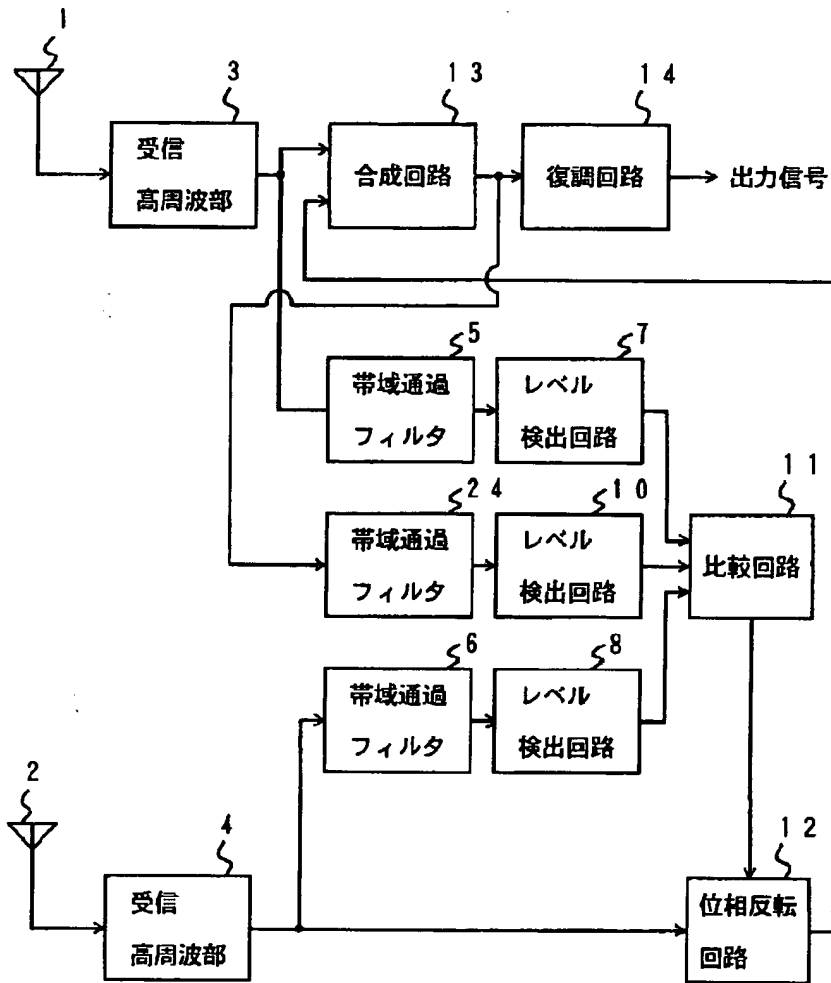 1
3
13
14
受信
高周波部
合成回路
復調回路
出力信号
5
7
帯域通過
フィルタ
レベル
検出回路
24
10
11
帯域通過
フィルタ
レベル
検出回路
比較回路
6
8
帯域通過
フィルタ
レベル
検出回路
2
4
12
受信
高周波部
位相反転
回路